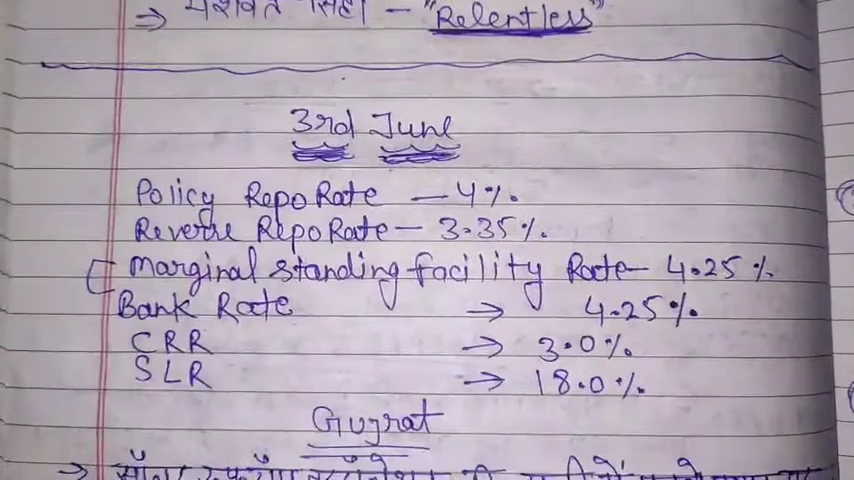 ⇒ यशवंत सिंहा - "Relentless"
3rd June
Policy Repo Rate - 4%.
Reverse Repo Rate - 3.35%.
Marginal standing facility Rate - 4.25%
Bank Rate → 4.25%.
CRR → 3.0%.
SLR → 18.0%.
Gujrat